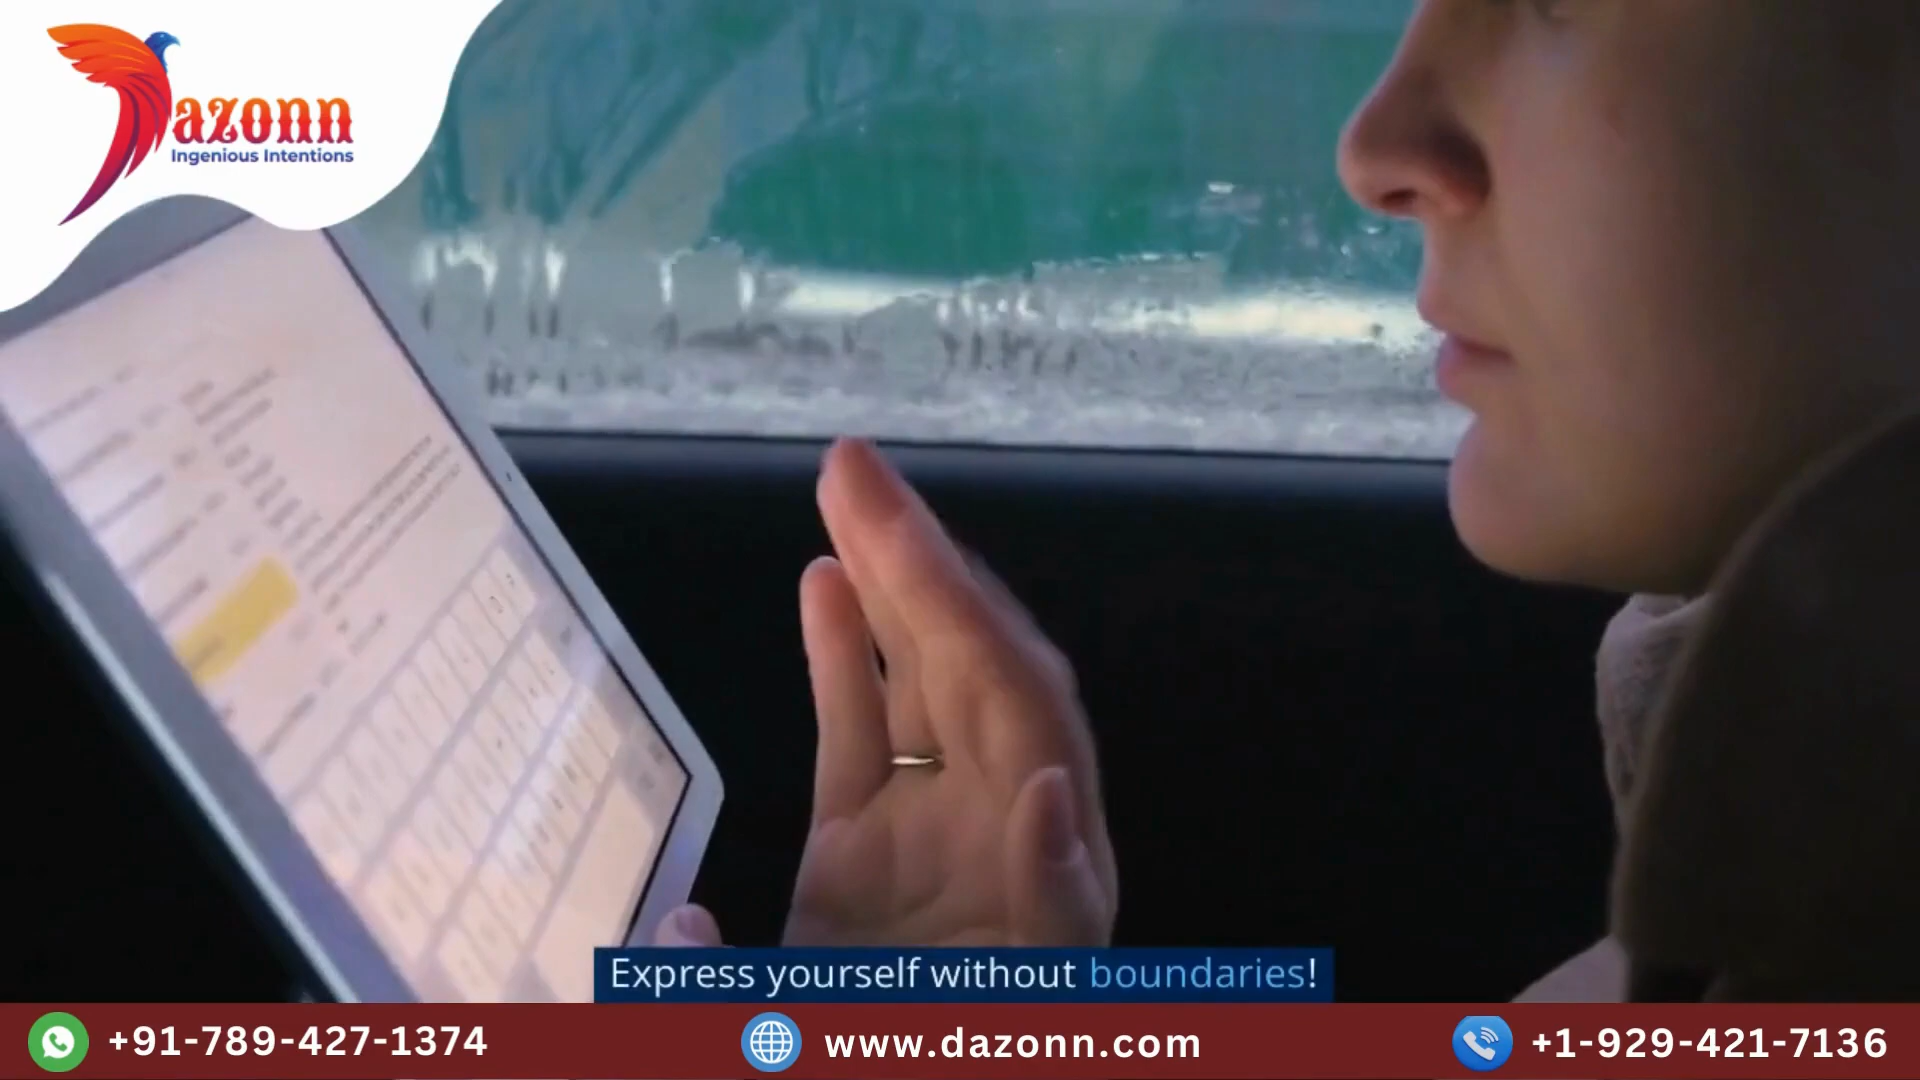 Dazonn
Ingenious Intentions
Express yourself without boundaries!
+91-789-427-1374
www.dazonn.com
+1-929-421-7136